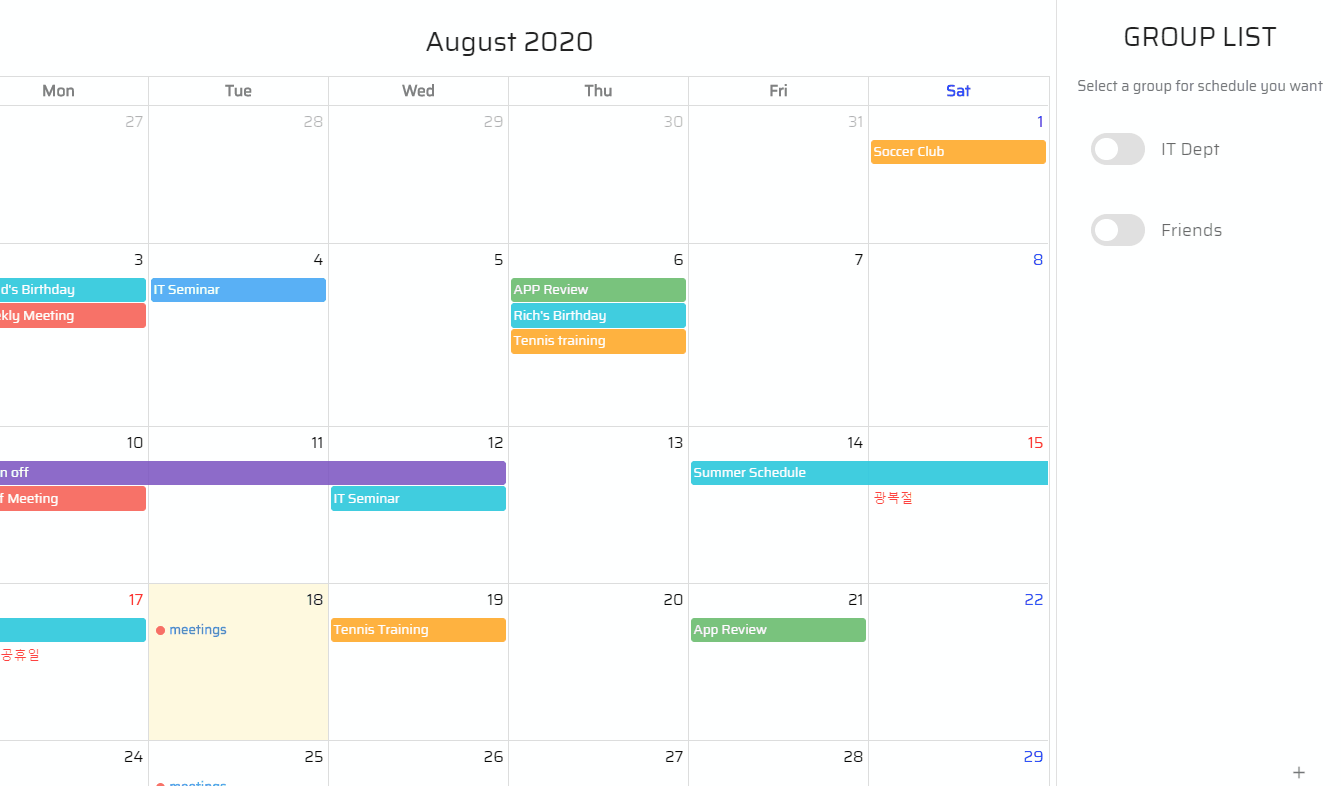 August 2020
Mon Tue Wed Thu Fri Sat
27 28 29 30 31 1
Soccer Club
3 4 5 6 7 8
d's Birthday IT Seminar APP Review
kly Meeting Rich's Birthday
Tennis training
10 11 12 13 14 15
n off Summer Schedule
f Meeting IT Seminar 광복절
17 18 19 20 21 22
meetings Tennis Training App Review
공휴일
24 25 26 27 28 29
meetings
GROUP LIST
Select a group for schedule you want
IT Dept
Friends
+